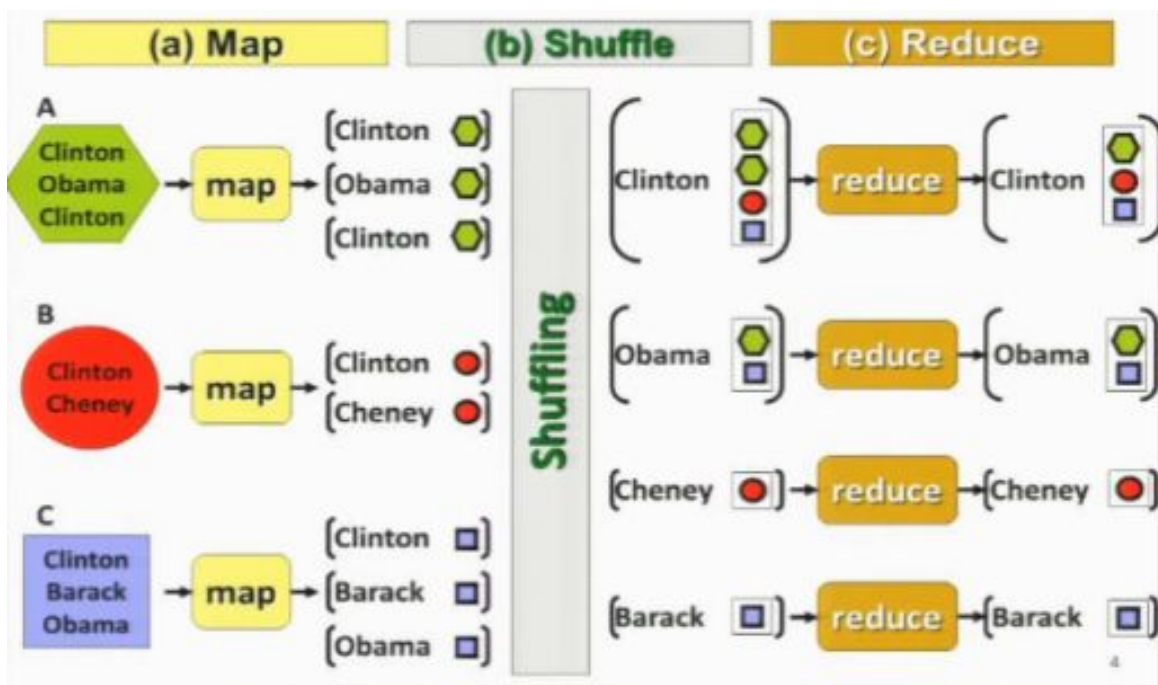 (a) Map
(b) Shuffle
(c) Reduce
A
Clinton
Obama
Clinton
map
[Clinton]
[Obama]
[Clinton]
B
Clinton
Cheney
map
[Clinton]
[Cheney]
C
Clinton
Barack
Obama
map
[Clinton]
[Barack]
[Obama]
Shuffling
(Clinton) reduce (Clinton)
(Obama) reduce (Obama)
[Cheney] reduce [Cheney]
[Barack] reduce [Barack]
4